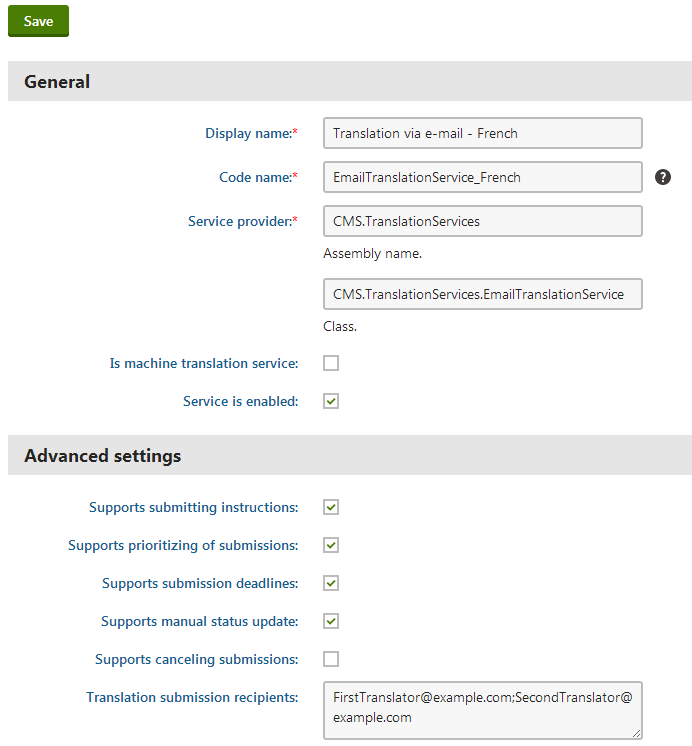 Save
General
Display name:* Translation via e-mail - French
Code name:* EmailTranslationService_French ?
Service provider:* CMS.TranslationServices
Assembly name.
CMS.TranslationServices.EmailTranslationService
Class.
Is machine translation service:
Service is enabled:
Advanced settings
Supports submitting instructions:
Supports prioritizing of submissions:
Supports submission deadlines:
Supports manual status update:
Supports canceling submissions:
Translation submission recipients: FirstTranslator@example.com;SecondTranslator@
example.com